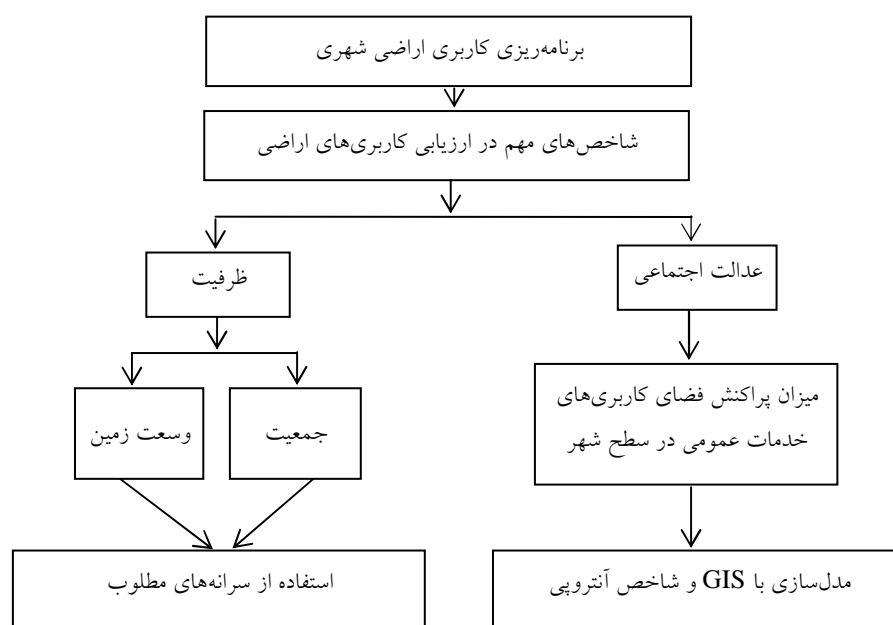 برنامه‌ریزی کاربری اراضی شهری
شاخص‌های مهم در ارزیابی کاربری‌های اراضی
عدالت اجتماعی
ظرفیت
میزان پراکنش فضای کاربری‌های
خدمات عمومی در سطح شهر
جمعیت
وسعت زمین
مدل‌سازی با GIS و شاخص آنتروپی
استفاده از سرانه‌های مطلوب